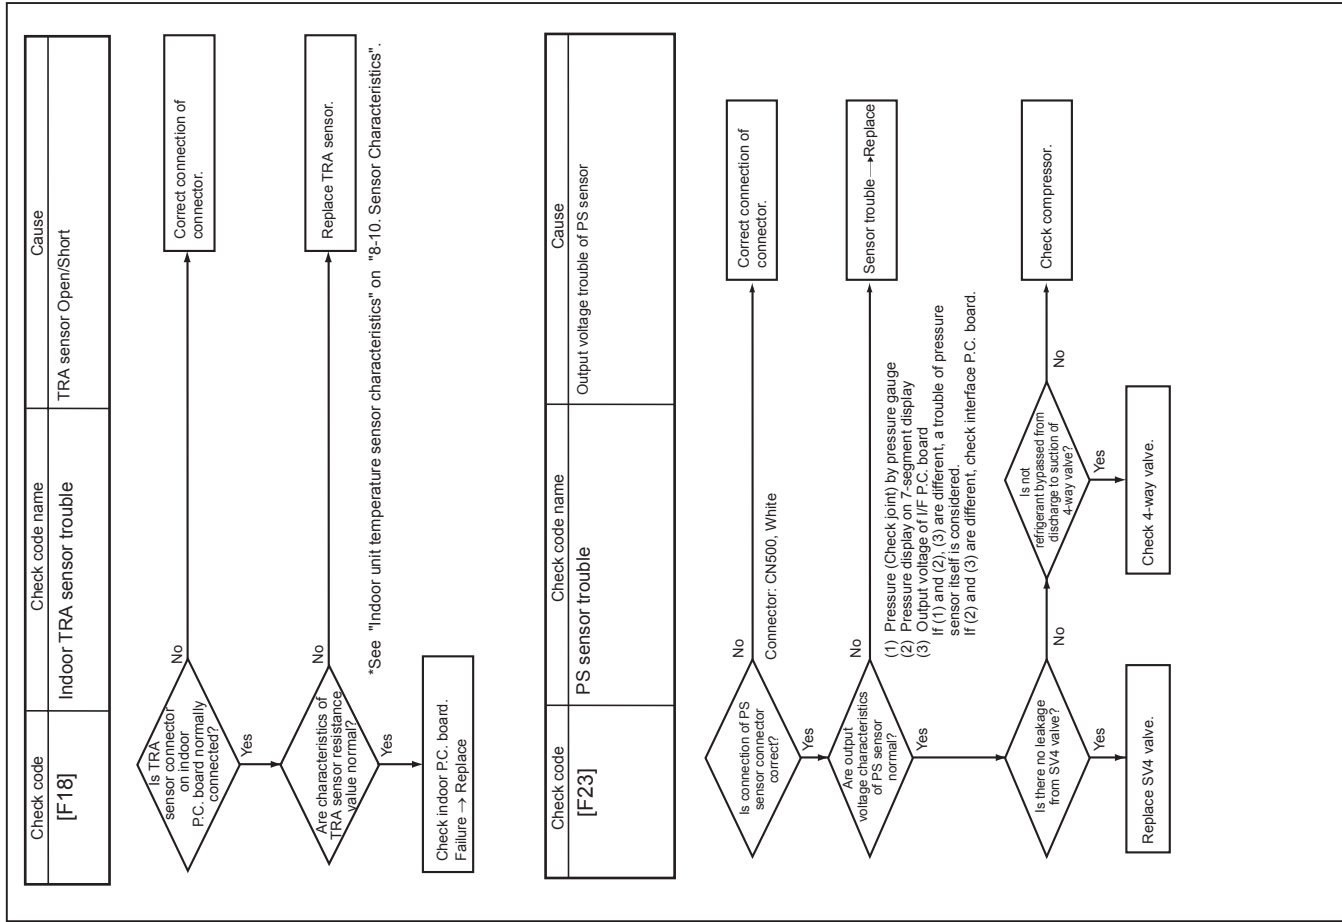 Check code
Check code name
Cause
[F18]
Indoor TRA sensor trouble
TRA sensor Open/Short
Is TRA
sensor connector
on indoor
P.C. board normally
connected?
No
Correct connection of
connector.
Yes
Are characteristics of
TRA sensor resistance
value normal?
No
Replace TRA sensor.
Yes
*See "Indoor unit temperature sensor characteristics" on "8-10. Sensor Characteristics".
Check indoor P.C. board.
Failure → Replace
Check code
Check code name
Cause
[F23]
PS sensor trouble
Output voltage trouble of PS sensor
Is connection of PS
sensor connector
correct?
No
Correct connection of
connector.
Connector: CN500, White
Yes
Are output
voltage characteristics
of PS sensor
normal?
No
Sensor trouble → Replace
(1) Pressure (Check joint) by pressure gauge
(2) Pressure display on 7-segment display
(3) Output voltage of I/F P.C. board
If (1) and (2), (3) are different, a trouble of pressure
sensor itself is considered.
If (2) and (3) are different, check interface P.C. board.
Yes
Is there no leakage
from SV4 valve?
No
Is not
refrigerant bypassed from
discharge to suction of
4-way valve?
No
Check compressor.
Yes
Replace SV4 valve.
Yes
Check 4-way valve.